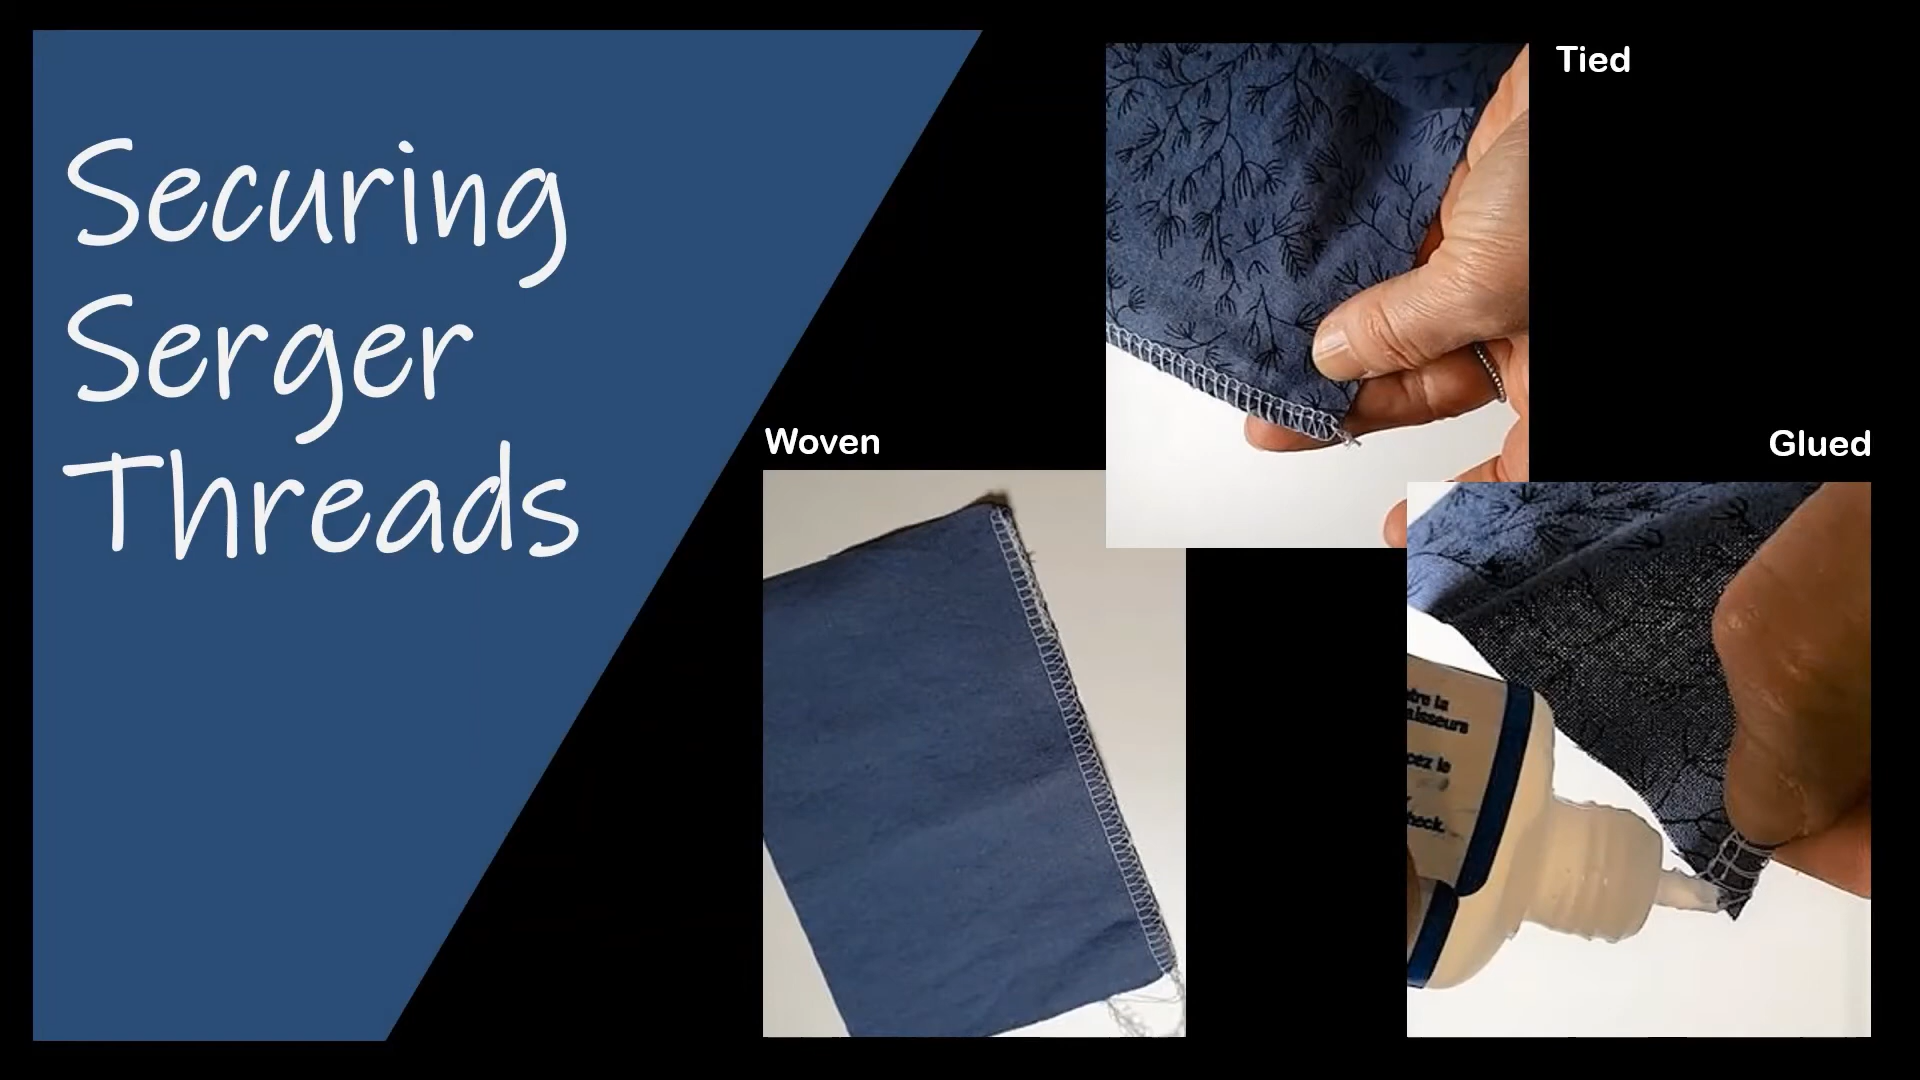 Securing
Serger
Threads
Tied
Woven
Glued